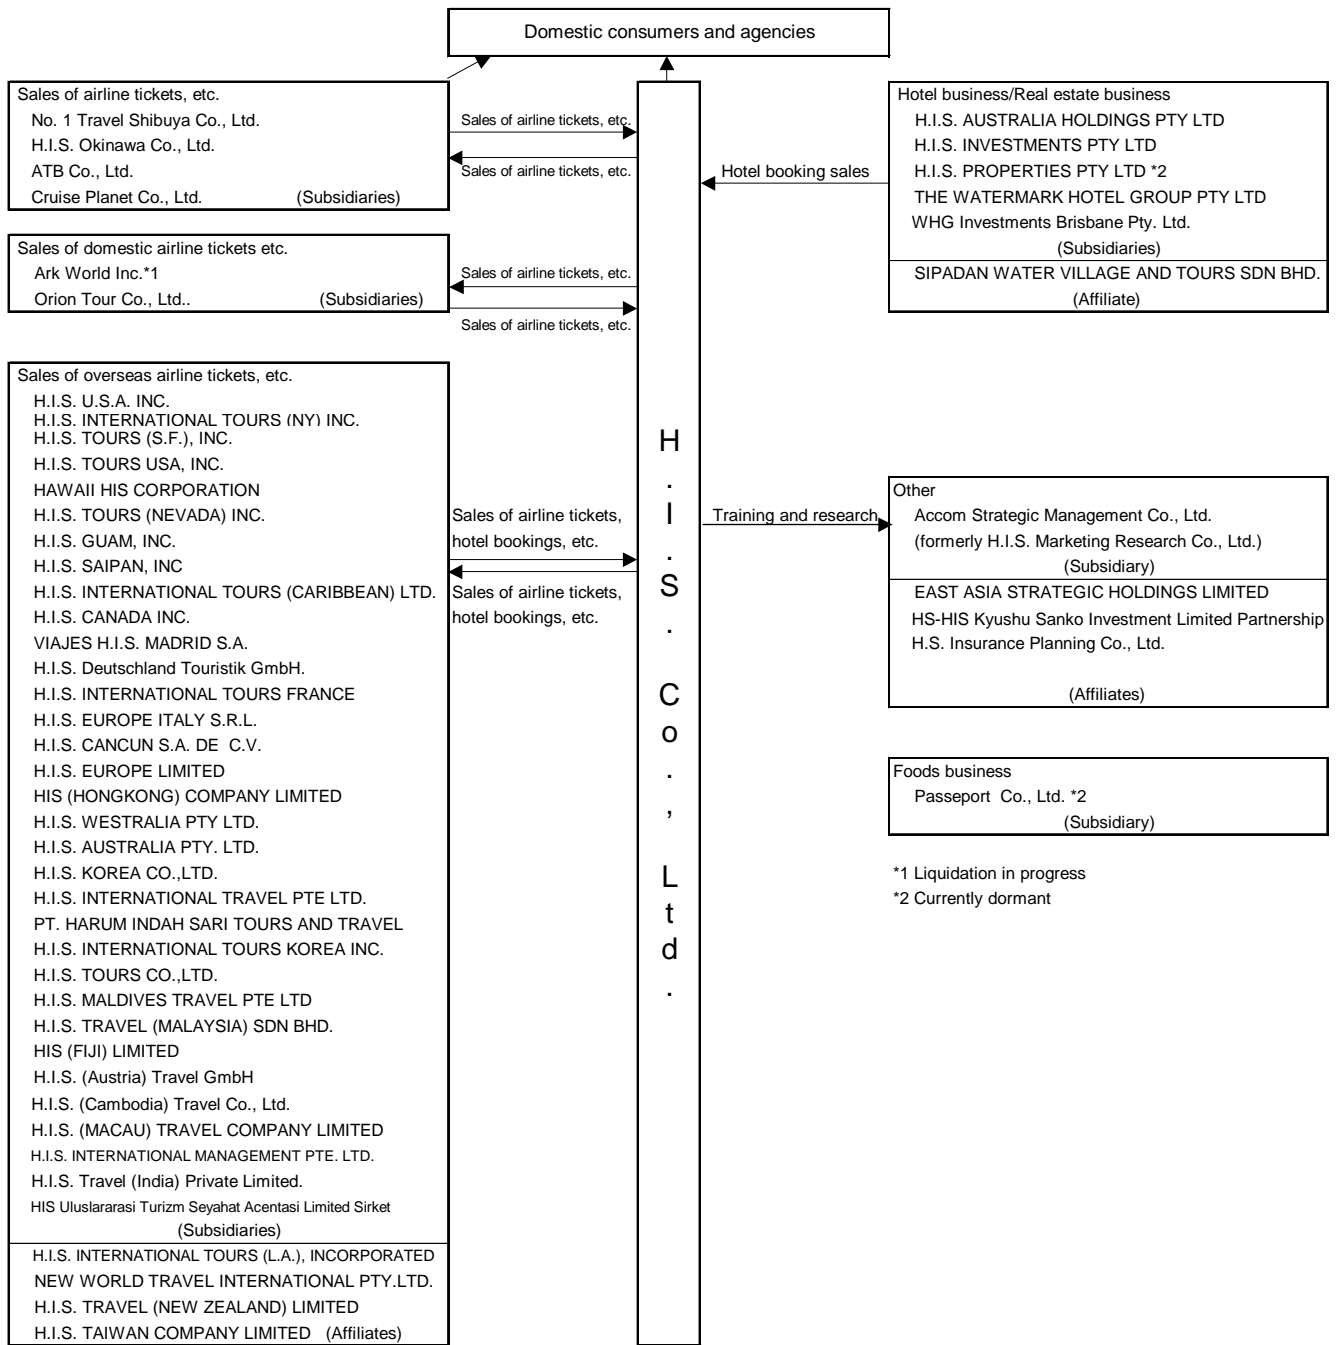 Domestic consumers and agencies
Sales of airline tickets, etc.
No. 1 Travel Shibuya Co., Ltd.
H.I.S. Okinawa Co., Ltd.
ATB Co., Ltd.
Cruise Planet Co., Ltd. (Subsidiaries)
Sales of airline tickets, etc.
Sales of airline tickets, etc.
Sales of domestic airline tickets etc.
Ark World Inc.*1
Orion Tour Co., Ltd.. (Subsidiaries)
Sales of airline tickets, etc.
Sales of airline tickets, etc.
Sales of overseas airline tickets, etc.
H.I.S. U.S.A. INC.
H.I.S. INTERNATIONAL TOURS (NY) INC.
H.I.S. TOURS (S.F.), INC.
H.I.S. TOURS USA, INC.
HAWAII HIS CORPORATION
H.I.S. TOURS (NEVADA) INC.
H.I.S. GUAM, INC.
H.I.S. SAIPAN, INC
H.I.S. INTERNATIONAL TOURS (CARIBBEAN) LTD.
H.I.S. CANADA INC.
VIAJES H.I.S. MADRID S.A.
H.I.S. Deutschland Touristik GmbH.
H.I.S. INTERNATIONAL TOURS FRANCE
H.I.S. EUROPE ITALY S.R.L.
H.I.S. CANCUN S.A. DE C.V.
H.I.S. EUROPE LIMITED
HIS (HONGKONG) COMPANY LIMITED
H.I.S. WESTRALIA PTY LTD.
H.I.S. AUSTRALIA PTY. LTD.
H.I.S. KOREA CO.,LTD.
H.I.S. INTERNATIONAL TRAVEL PTE LTD.
PT. HARUM INDAH SARI TOURS AND TRAVEL
H.I.S. INTERNATIONAL TOURS KOREA INC.
H.I.S. TOURS CO.,LTD.
H.I.S. MALDIVES TRAVEL PTE LTD
H.I.S. TRAVEL (MALAYSIA) SDN BHD.
HIS (FIJI) LIMITED
H.I.S. (Austria) Travel GmbH
H.I.S. (Cambodia) Travel Co., Ltd.
H.I.S. (MACAU) TRAVEL COMPANY LIMITED
H.I.S. INTERNATIONAL MANAGEMENT PTE. LTD.
H.I.S. Travel (India) Private Limited.
HIS Uluslararasi Turizm Seyahat Acentasi Limited Sirket
(Subsidiaries)
H.I.S. INTERNATIONAL TOURS (L.A.), INCORPORATED
NEW WORLD TRAVEL INTERNATIONAL PTY.LTD.
H.I.S. TRAVEL (NEW ZEALAND) LIMITED
H.I.S. TAIWAN COMPANY LIMITED (Affiliates)
Sales of airline tickets,
hotel bookings, etc.
Sales of airline tickets,
hotel bookings, etc.
H.I.S. Co., Ltd.
Hotel booking sales
Training and research
Hotel business/Real estate business
H.I.S. AUSTRALIA HOLDINGS PTY LTD
H.I.S. INVESTMENTS PTY LTD
H.I.S. PROPERTIES PTY LTD *2
THE WATERMARK HOTEL GROUP PTY LTD
WHG Investments Brisbane Pty. Ltd.
(Subsidiaries)
SIPADAN WATER VILLAGE AND TOURS SDN BHD.
(Affiliate)
Other
Accom Strategic Management Co., Ltd.
(formerly H.I.S. Marketing Research Co., Ltd.)
(Subsidiary)
EAST ASIA STRATEGIC HOLDINGS LIMITED
HS-HIS Kyushu Sanko Investment Limited Partnership
H.S. Insurance Planning Co., Ltd.
(Affiliates)
Foods business
Passeport Co., Ltd. *2
(Subsidiary)
*1 Liquidation in progress
*2 Currently dormant